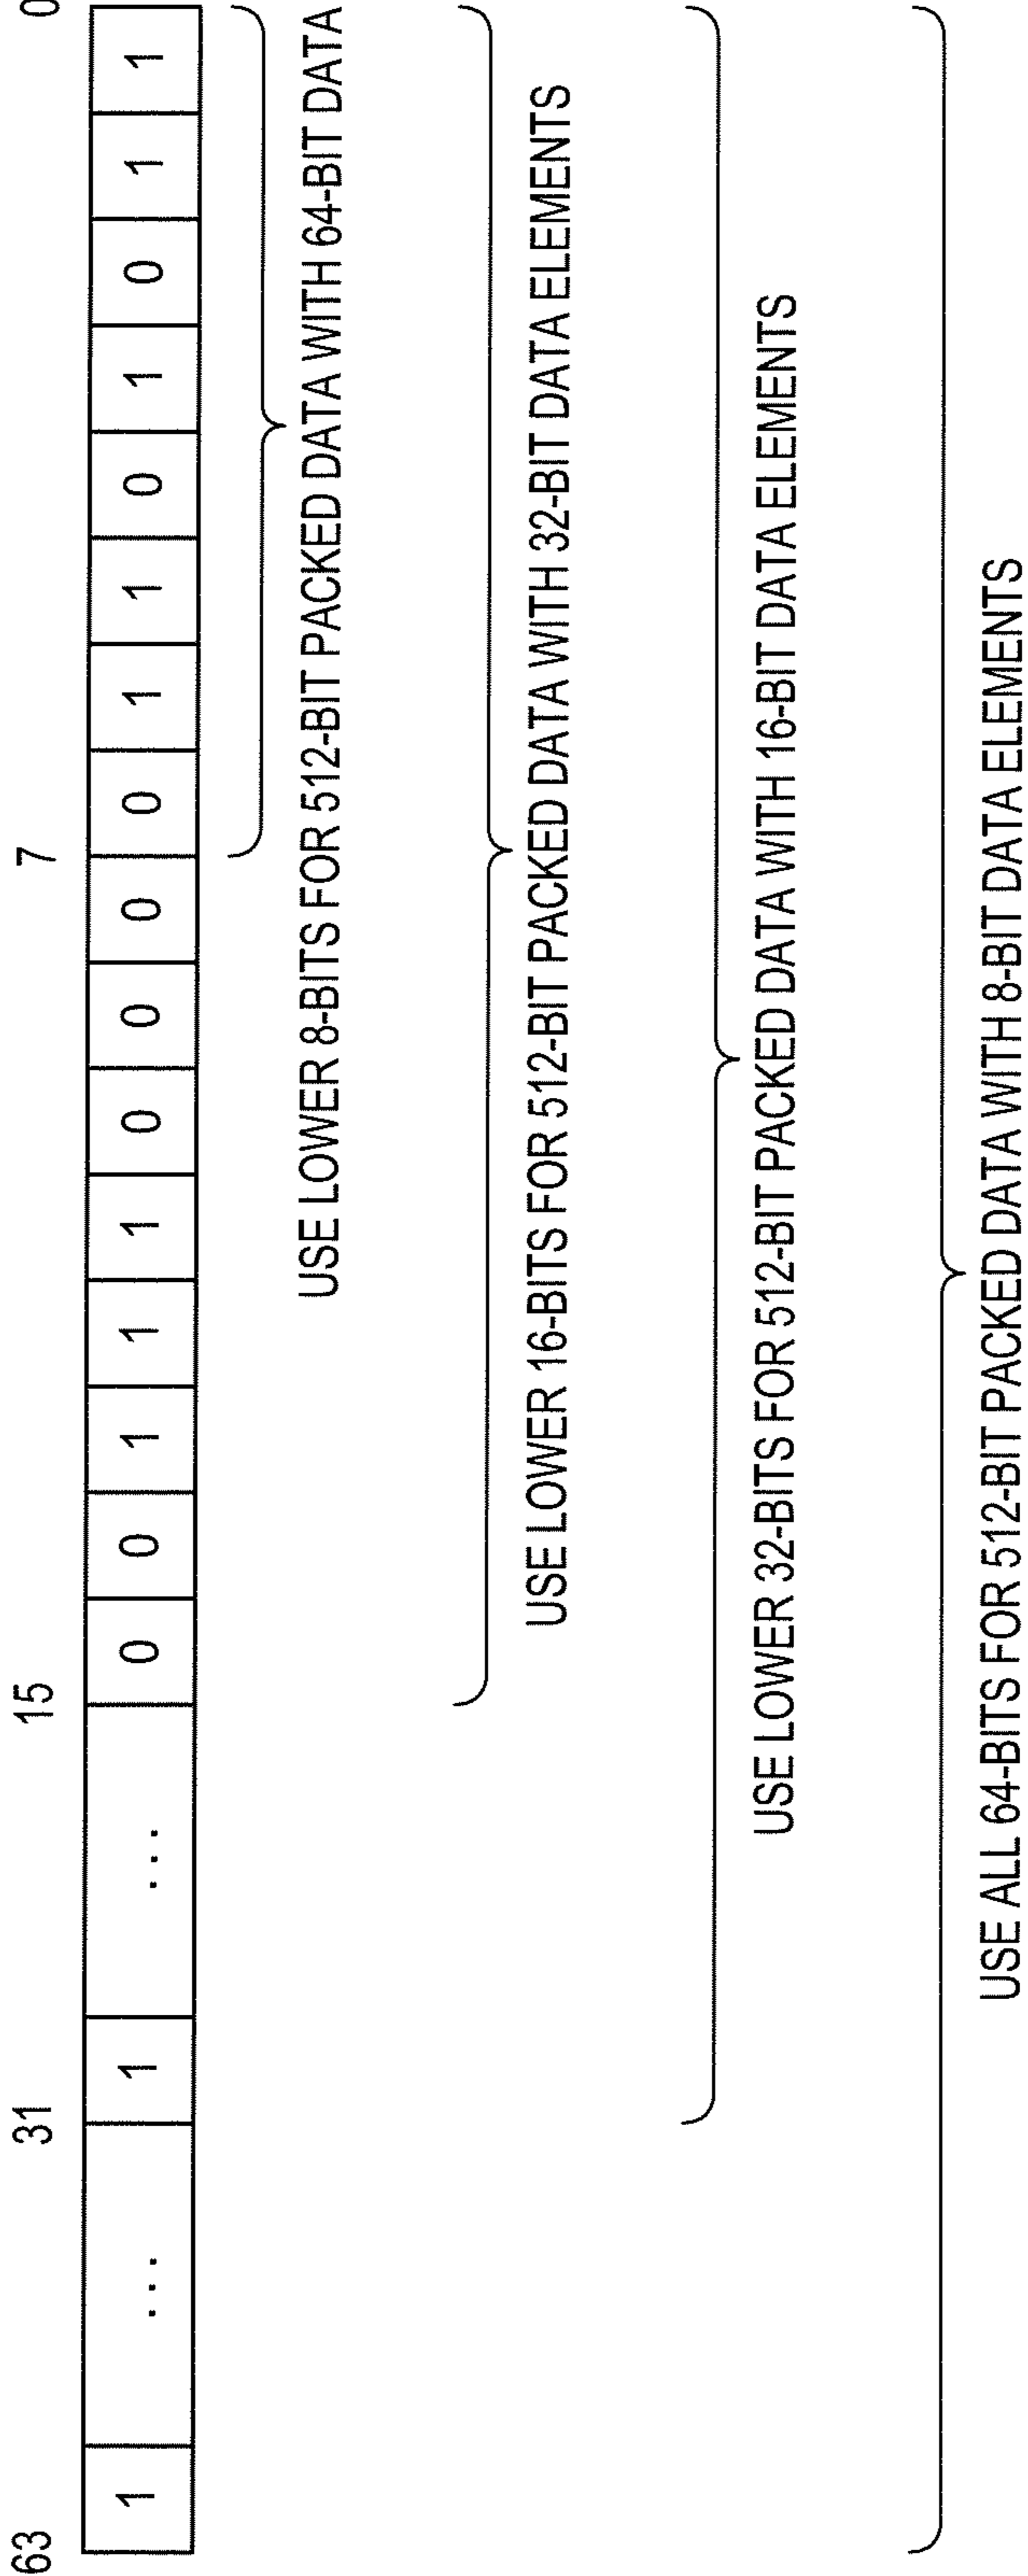 63 31 15 7 0
1 ... 1 ... 0 0 1 1 1 0 0 0 0 1 1 0 1 0 1 1
USE LOWER 8-BITS FOR 512-BIT PACKED DATA WITH 64-BIT DATA
USE LOWER 16-BITS FOR 512-BIT PACKED DATA WITH 32-BIT DATA ELEMENTS
USE LOWER 32-BITS FOR 512-BIT PACKED DATA WITH 16-BIT DATA ELEMENTS
USE ALL 64-BITS FOR 512-BIT PACKED DATA WITH 8-BIT DATA ELEMENTS